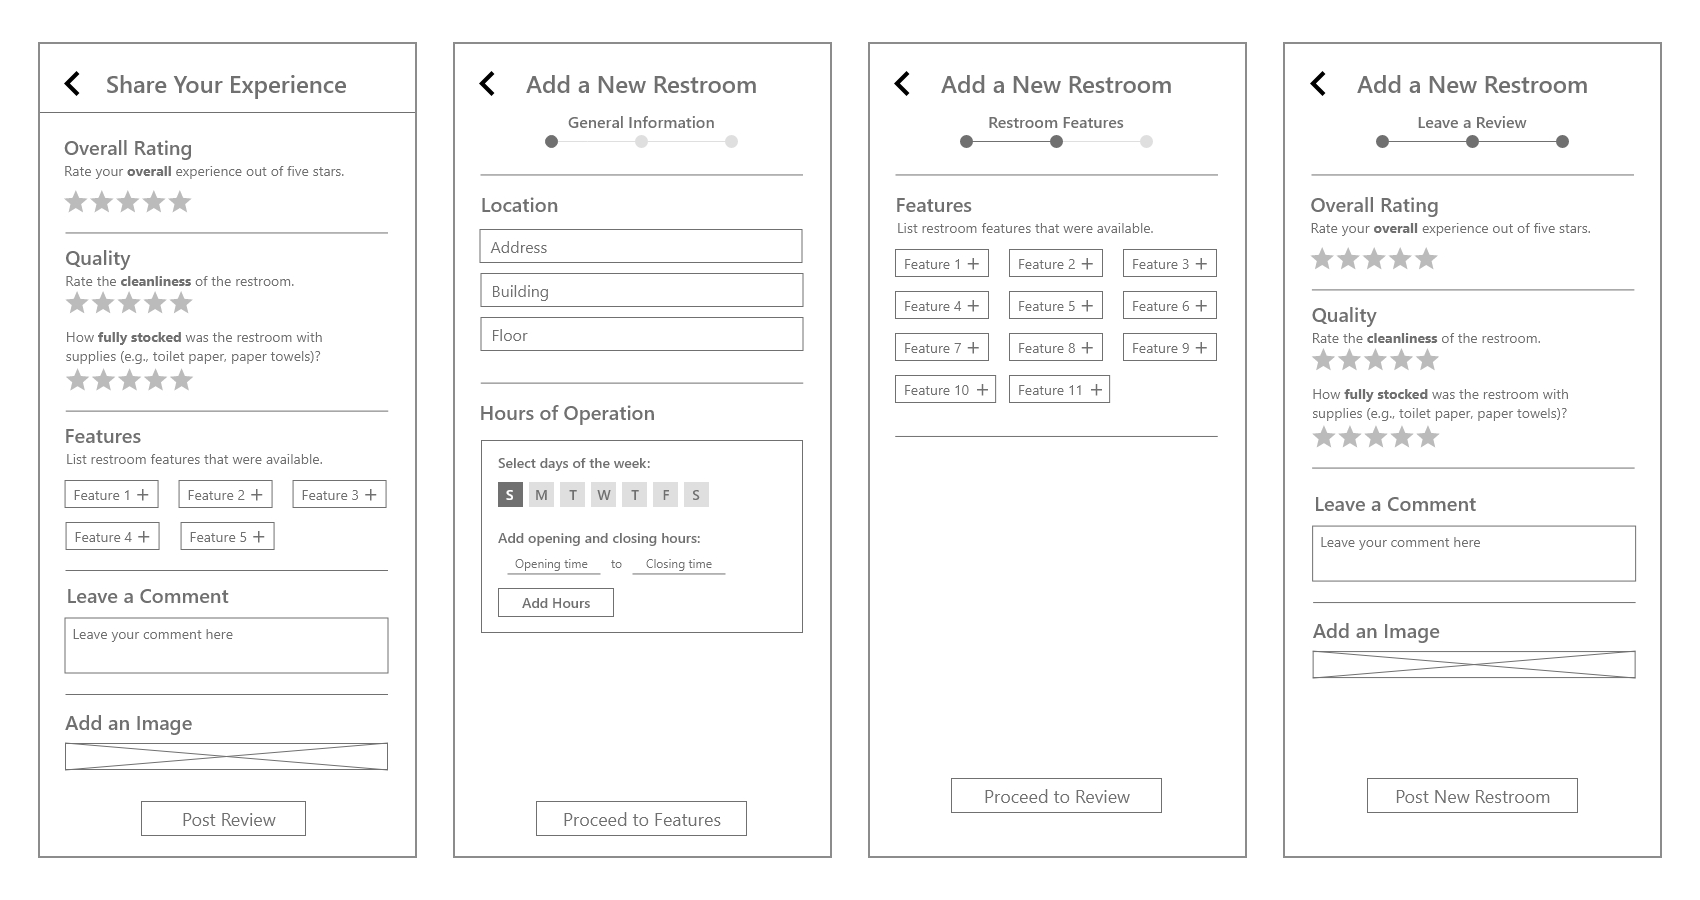 Share Your Experience
Overall Rating
Rate your overall experience out of five stars.
Quality
Rate the cleanliness of the restroom.
How fully stocked was the restroom with
supplies (e.g., toilet paper, paper towels)?
Features
List restroom features that were available.
Feature 1 +
Feature 2 +
Feature 3 +
Feature 4 +
Feature 5 +
Leave a Comment
Leave your comment here
Add an Image
Post Review
Add a New Restroom
General Information
Location
Address
Building
Floor
Hours of Operation
Select days of the week:
S M T W T F S
Add opening and closing hours:
Opening time to Closing time
Add Hours
Proceed to Features
Add a New Restroom
Restroom Features
Features
List restroom features that were available.
Feature 1 +
Feature 2 +
Feature 3 +
Feature 4 +
Feature 5 +
Feature 6 +
Feature 7 +
Feature 8 +
Feature 9 +
Feature 10 +
Feature 11 +
Proceed to Review
Add a New Restroom
Leave a Review
Overall Rating
Rate your overall experience out of five stars.
Quality
Rate the cleanliness of the restroom.
How fully stocked was the restroom with
supplies (e.g., toilet paper, paper towels)?
Leave a Comment
Leave your comment here
Add an Image
Post New Restroom